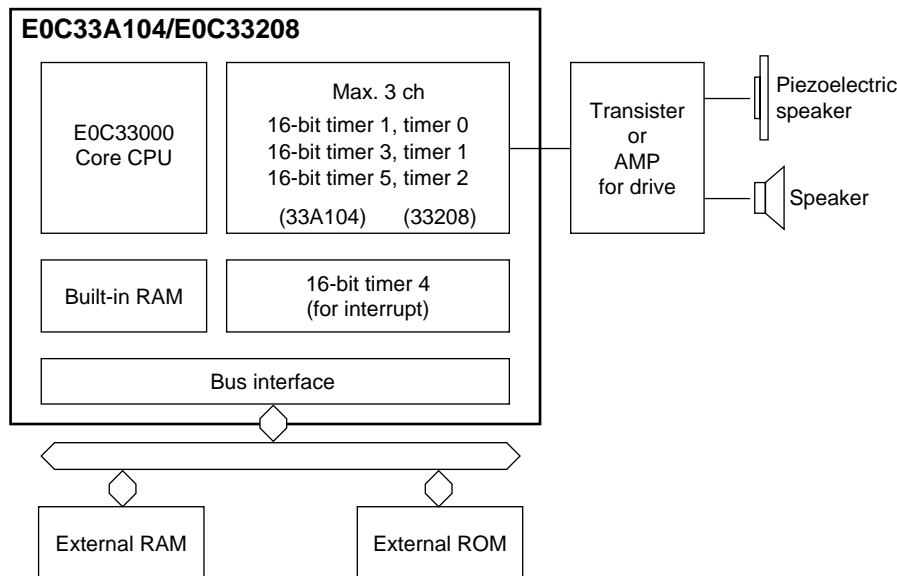 E0C33A104/E0C33208
E0C33000
Core CPU
Max. 3 ch
16-bit timer 1, timer 0
16-bit timer 3, timer 1
16-bit timer 5, timer 2
(33A104) (33208)
Transister
or
AMP
for drive
Piezoelectric
speaker
Speaker
Built-in RAM
16-bit timer 4
(for interrupt)
Bus interface
External RAM
External ROM